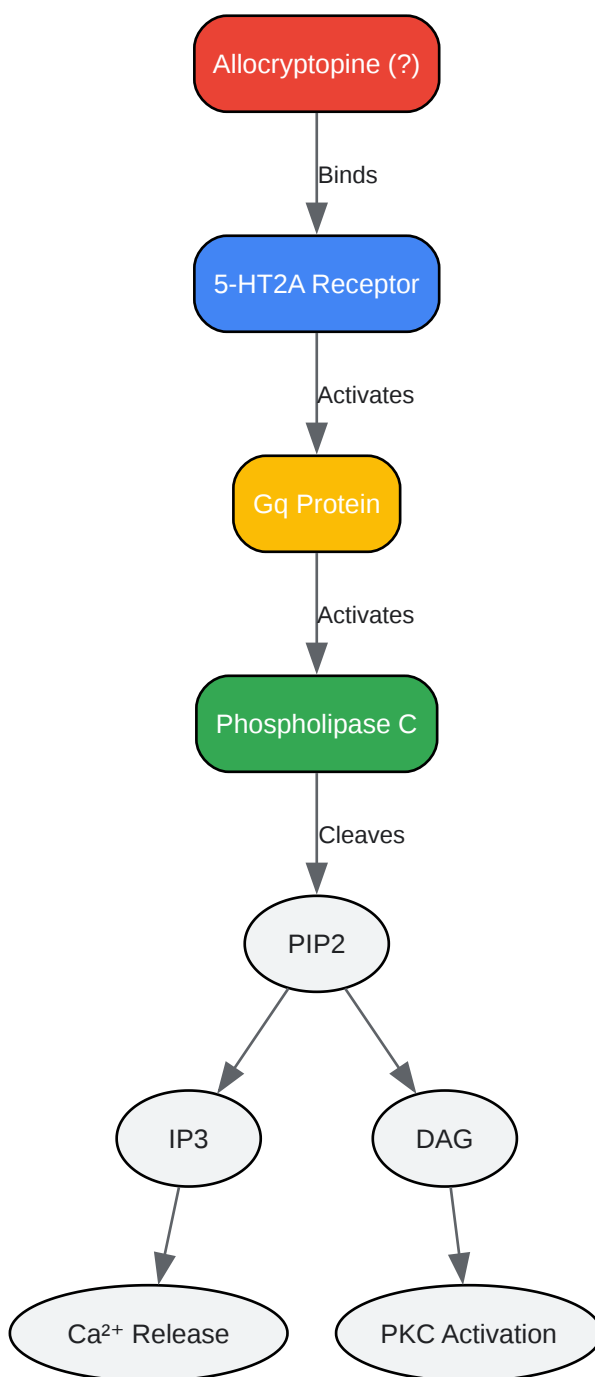 Allocryptopine (?)
Binds
5-HT2A Receptor
Activates
Gq Protein
Activates
Phospholipase C
Cleaves
PIP2
IP3
DAG
Ca²⁺ Release
PKC Activation